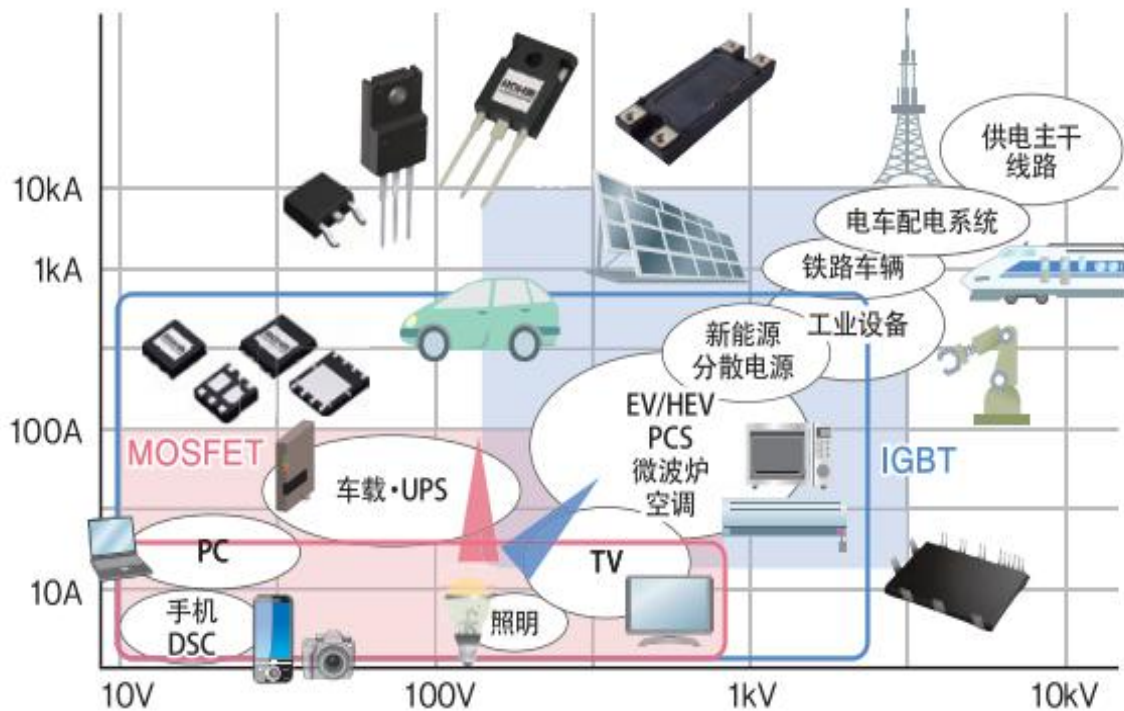 ROHM
供电主干
线路
10kA
电车配电系统
1kA
铁路车辆
ROHM
新能源
分散电源
工业设备
EV/HEV
PCS
微波炉
空调
100A
MOSFET
IGBT
车载·UPS
PC
TV
10A
手机
DSC
照明
10V
100V
1kV
10kV